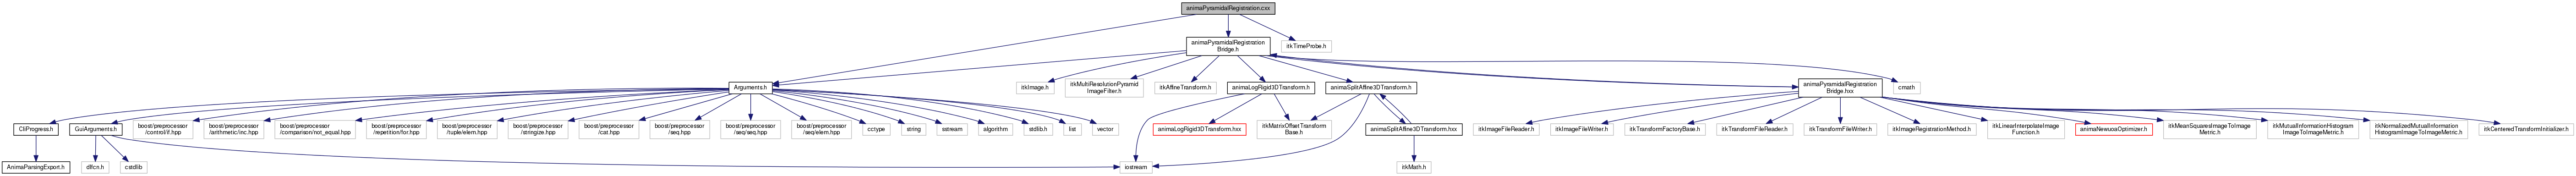 animaPyramidalRegistration.cxx
animaPyramidalRegistration
Bridge.h
itkTimeProbe.h
Arguments.h
itkImage.h
itkMultiResolutionPyramid
ImageFilter.h
itkAffineTransform.h
animaLogRigid3DTransform.h
animaSplitAffine3DTransform.h
animaPyramidalRegistration
Bridge.hxx
cmath
CliProgress.h
GuiArguments.h
boost/preprocessor
/control/if.hpp
boost/preprocessor
/arithmetic/inc.hpp
boost/preprocessor
/comparison/not_equal.hpp
boost/preprocessor
/repetition/for.hpp
boost/preprocessor
/tuple/elem.hpp
boost/preprocessor
/stringize.hpp
boost/preprocessor
/cat.hpp
boost/preprocessor
/seq.hpp
boost/preprocessor
/seq/seq.hpp
boost/preprocessor
/seq/elem.hpp
cctype
string
sstream
algorithm
stdlib.h
list
vector
animaLogRigid3DTransform.hxx
itkMatrixOffsetTransform
Base.h
animaSplitAffine3DTransform.hxx
itkImageFileReader.h
itkImageFileWriter.h
itkTransformFactoryBase.h
itkTransformFileReader.h
itkTransformFileWriter.h
itkImageRegistrationMethod.h
itkLinearInterpolateImage
Function.h
animaNewuoaOptimizer.h
itkMeanSquaresImageToImage
Metric.h
itkMutualInformationHistogram
ImageToImageMetric.h
itkNormalizedMutualInformation
HistogramImageToImageMetric.h
itkCenteredTransformInitializer.h
AnimaParsingExport.h
dlfcn.h
cstdlib
iostream
itkMath.h